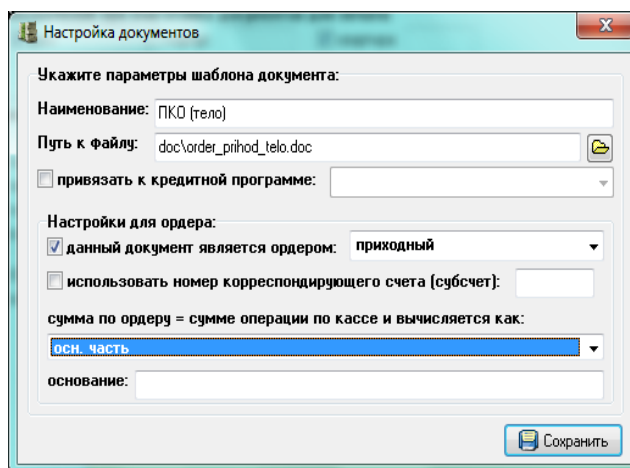 Настройка документов
Укажите параметры шаблона документа:
Наименование: ПКО (тело)
Путь к файлу: doc\order_prihod_telo.doc
привязать к кредитной программе:
Настройки для ордера:
данный документ является ордером: приходный
использовать номер корреспондирующего счета (субсчет):
сумма по ордеру = сумме операции по кассе и вычисляется как:
осн. часть
основание:
Сохранить